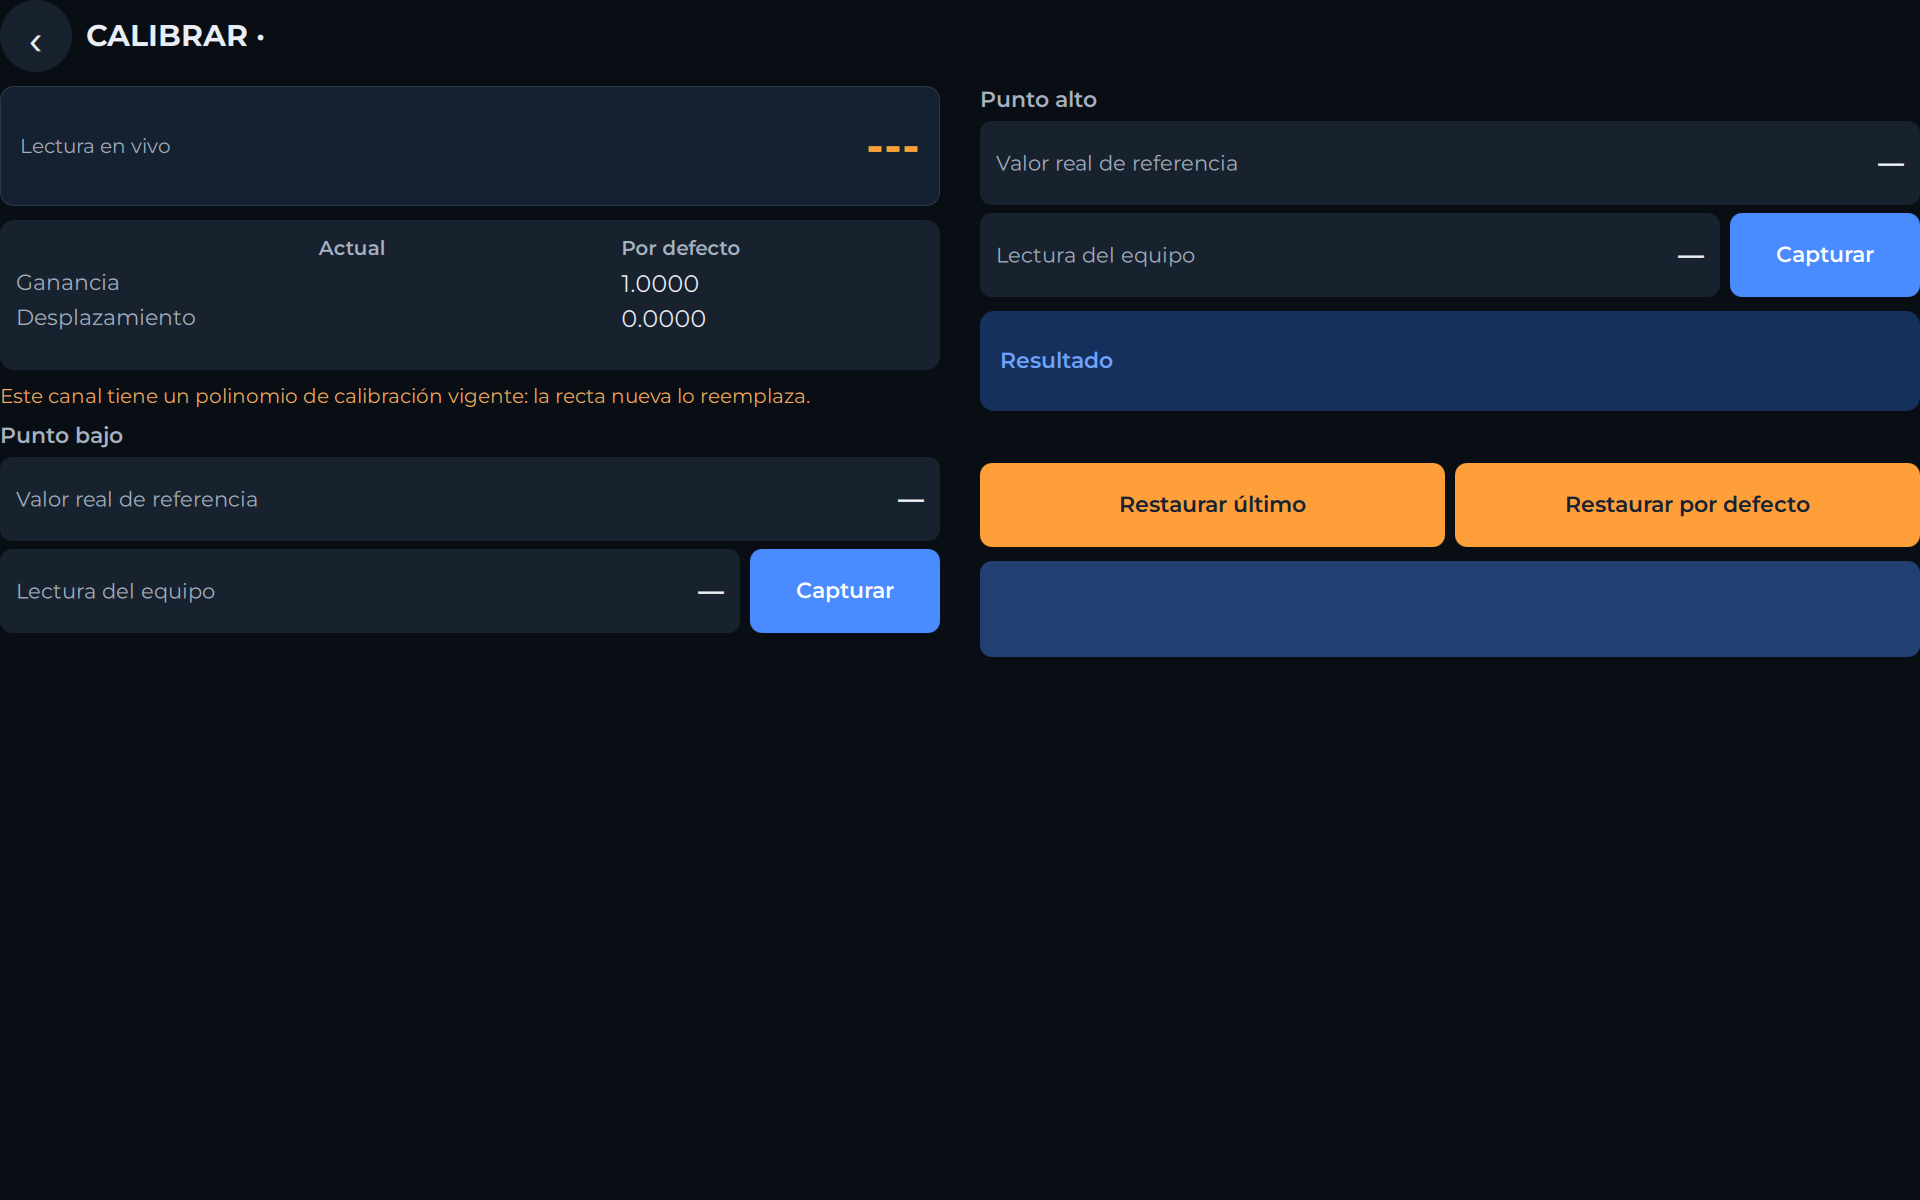 ‹ CALIBRAR ·
Lectura en vivo ---
Actual Por defecto
Ganancia 1.0000
Desplazamiento 0.0000
Este canal tiene un polinomio de calibración vigente: la recta nueva lo reemplaza.
Punto bajo
Valor real de referencia —
Lectura del equipo — Capturar
Punto alto
Valor real de referencia —
Lectura del equipo — Capturar
Resultado
Restaurar último Restaurar por defecto